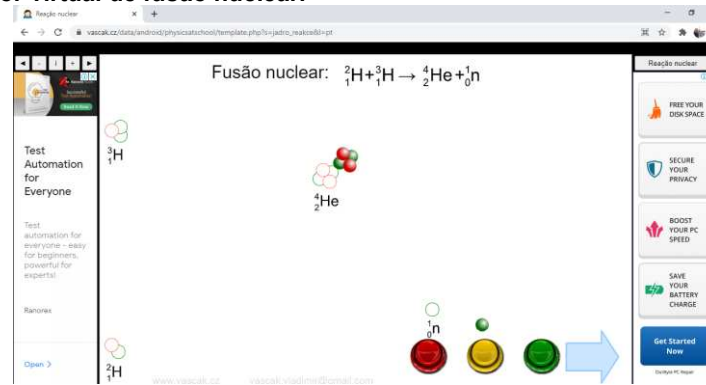 Reação nuclear
vascak.cz/data/android/physicsatschool/template.php?s=jadro_reakce&l=pt
Fusão nuclear: ²₁H+³₁H → ⁴₂He+¹₀n
Reação nuclear
Test
Automation
for
Everyone
Test
automation for
everyone - easy
for beginners,
powerful for
experts!
Ranorex
Open >
³₁H
⁴₂He
¹₀n
²₁H
www.vascak.cz vascak.vladimir@gmail.com
FREE YOUR
DISK SPACE
SECURE
YOUR
PRIVACY
BOOST
YOUR PC
SPEED
SAVE
YOUR
BATTERY
CHARGE
Get Started
Now